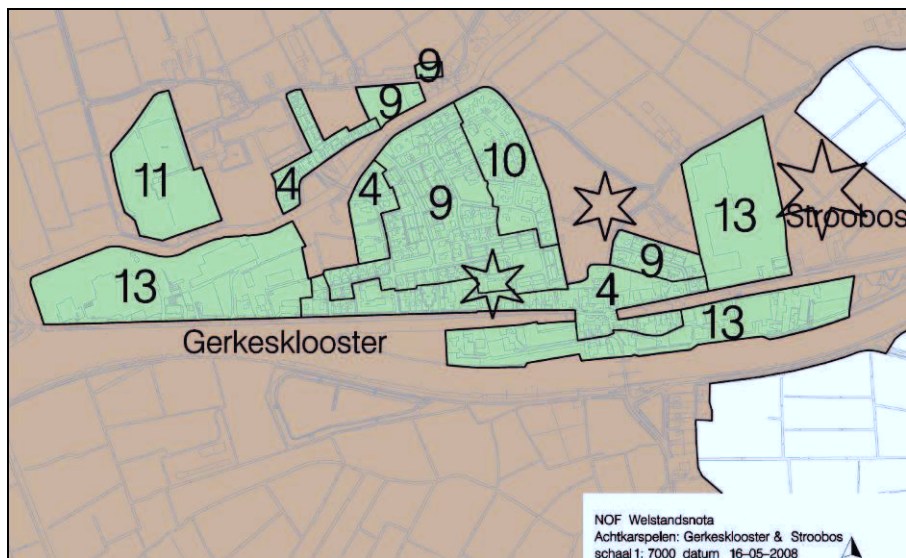 9
9
11
4
4
9
10
13
Stroobos
9
13
4
13
Gerkesklooster
NOF Welstandsnota
Achtkarspelen: Gerkesklooster & Stroobos
schaal 1: 7000 datum 16-05-2008